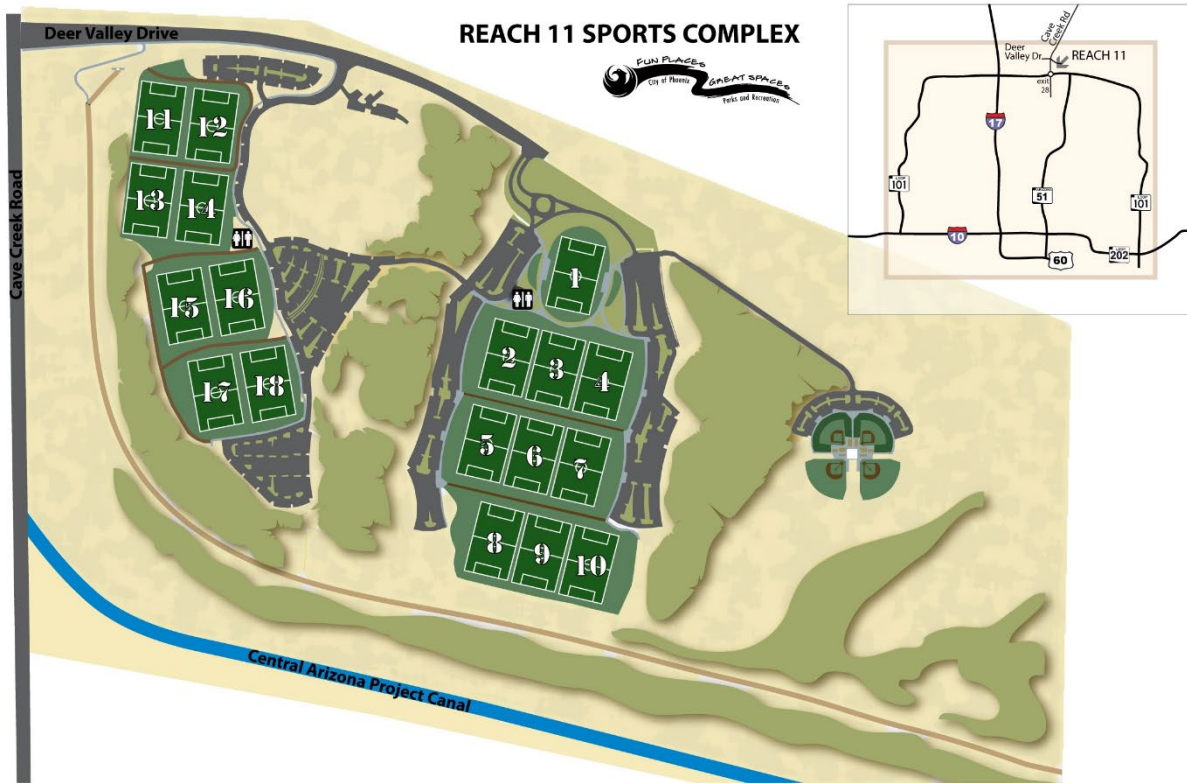 REACH 11 SPORTS COMPLEX
FUN PLACES
City of Phoenix
GREAT SPACES
Parks and Recreation
Deer Valley Drive
Cave Creek Road
Central Arizona Project Canal
11
12
13
14
15
16
17
18
1
2
3
4
5
6
7
8
9
10
Cave
Creek Rd
Deer
Valley Dr
REACH 11
exit
28
17
LOOP
101
51
LOOP
101
10
60
LOOP
202